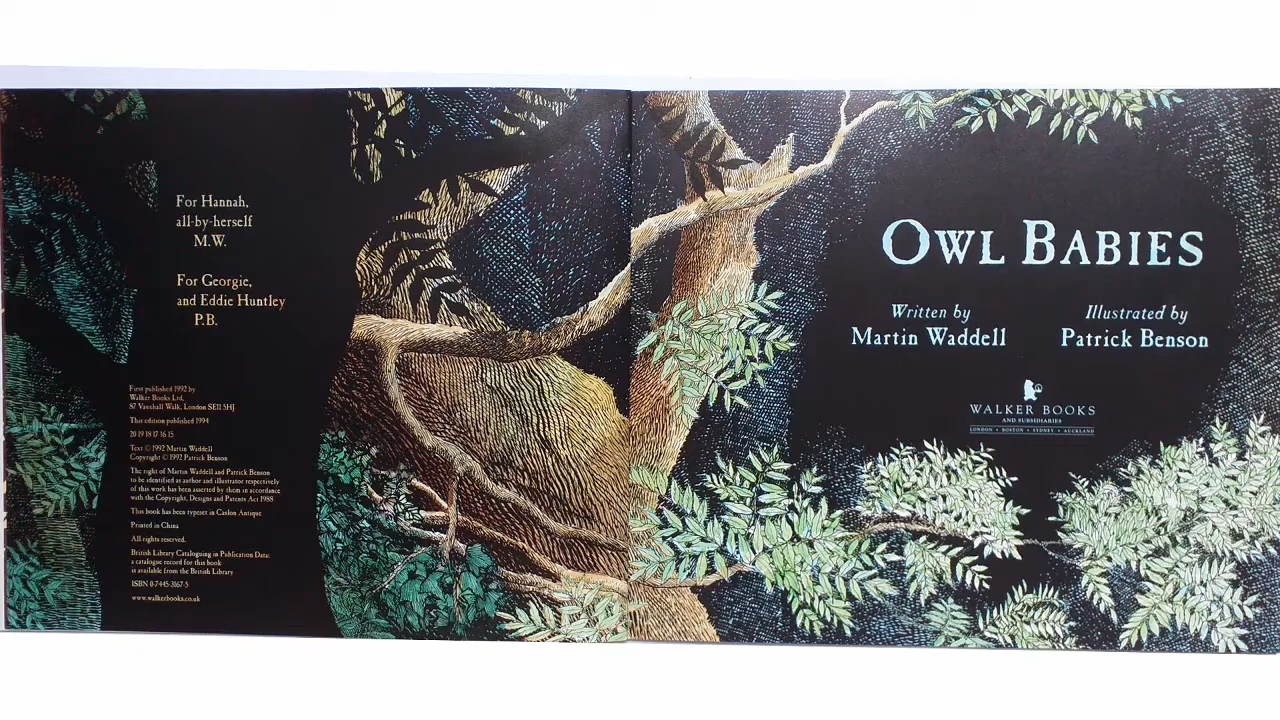 For Hannah,
all-by-herself
M.W.
For Georgie,
and Eddie Huntley
P.B.
First published 1992 by
Walker Books Ltd,
87 Vauxhall Walk, London SE11 5HJ
This edition published 1994
20 19 18 17 16 15
Text © 1992 Martin Waddell
Copyright © 1992 Patrick Benson
The right of Martin Waddell and Patrick Benson
to be identified as author and illustrator respectively
of this work has been asserted by them in accordance
with the Copyright, Designs and Patents Act 1988
This book has been typeset in Caslon Antique
Printed in China
All rights reserved.
British Library Cataloguing in Publication Data:
a catalogue record for this book
is available from the British Library
ISBN 0-7445-3167-5
www.walkerbooks.co.uk
OWL BABIES
Written by
Martin Waddell
Illustrated by
Patrick Benson
WALKER BOOKS
AND SUBSIDIARIES
LONDON • BOSTON • SYDNEY • AUCKLAND